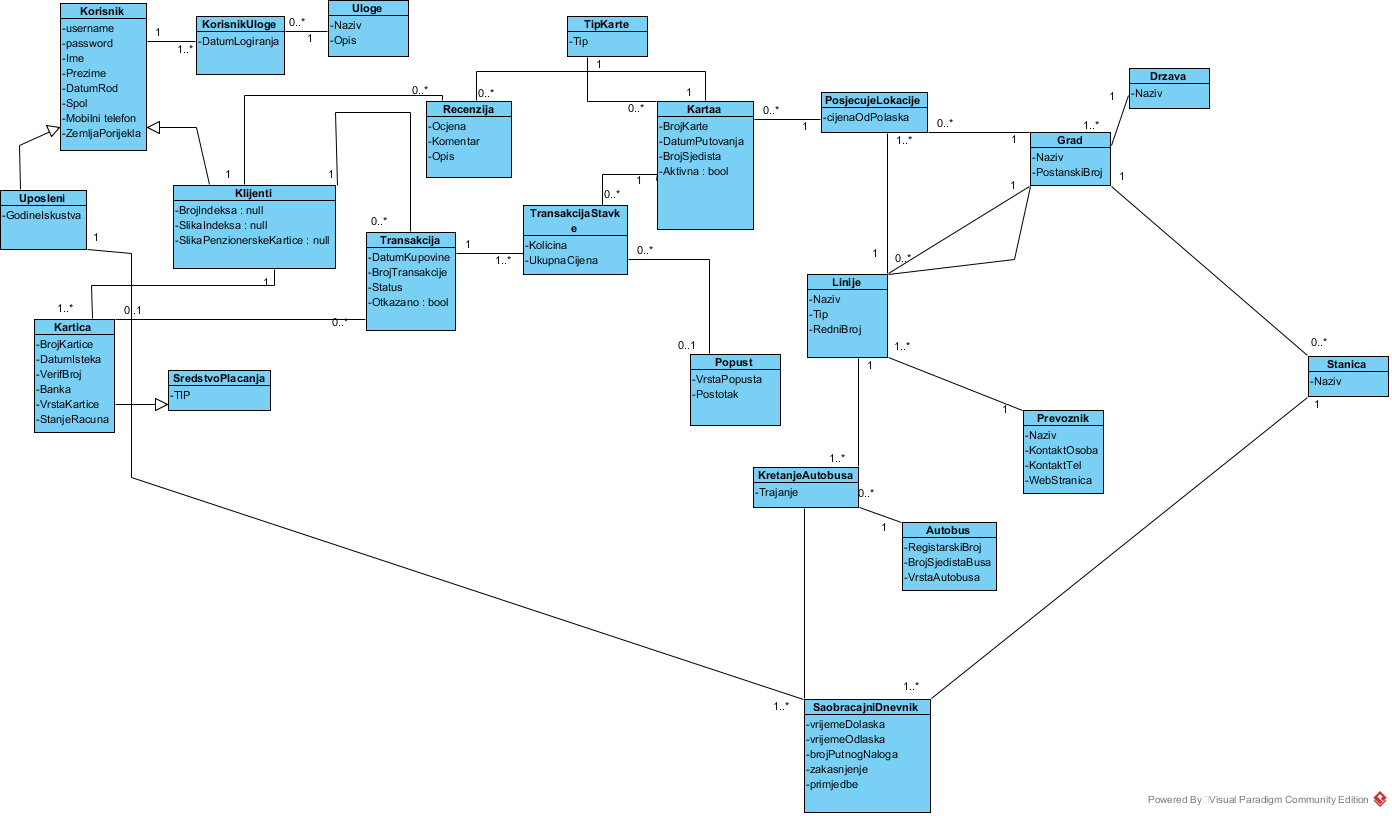 Korisnik
-username
-password
-Ime
-Prezime
-DatumRod
-Spol
-Mobilni telefon
-ZemljaPorijekla
1
1..*
KorisnikUloge
-DatumLogiranja
0..*
1
Uloge
-Naziv
-Opis
TipKarte
-Tip
1
0..*
0..*
1
0..*
Recenzija
-Ocjena
-Komentar
-Opis
Kartaa
-BrojKarte
-DatumPutovanja
-BrojSjedista
-Aktivna : bool
0..*
1
PosjecujeLokacije
-cijenaOdPolaska
1..*
0..*
1
Drzava
-Naziv
1
1..*
Grad
-Naziv
-PostanskiBroj
1
1
Uposleni
-GodineIskustva
1
1
1
Klijenti
-BrojIndeksa : null
-SlikaIndeksa : null
-SlikaPenzionerskeKartice : null
1
0..*
Transakcija
-DatumKupovine
-BrojTransakcije
-Status
-Otkazano : bool
1
1..*
1
0..*
TransakcijaStavk
e
-Kolicina
-UkupnaCijena
0..*
0..1
Popust
-VrstaPopusta
-Postotak
1
0..*
Linije
-Naziv
-Tip
-RedniBroj
1..*
1
1..*
0..1
0..*
Kartica
-BrojKartice
-DatumIsteka
-VerifBroj
-Banka
-VrstaKartice
-StanjeRacuna
SredstvoPlacanja
-TIP
0..*
Stanica
-Naziv
1
1
Prevoznik
-Naziv
-KontaktOsoba
-KontaktTel
-WebStranica
1..*
KretanjeAutobusa
-Trajanje
0..*
1
Autobus
-RegistarskiBroj
-BrojSjedistaBusa
-VrstaAutobusa
1..*
1..*
SaobracajniDnevnik
-vrijemeDolaska
-vrijemeOdlaska
-brojPutnogNaloga
-zakasnjenje
-primjedbe
Powered By Visual Paradigm Community Edition